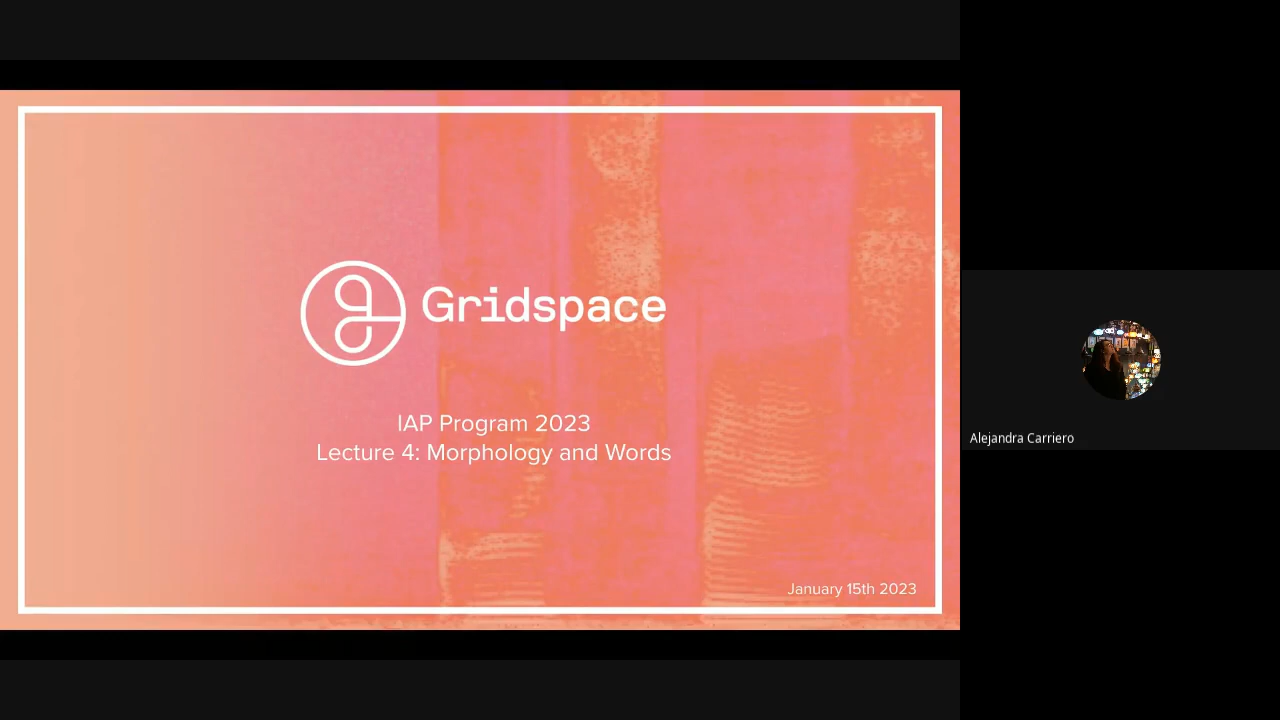 Gridspace
IAP Program 2023
Lecture 4: Morphology and Words
January 15th 2023
Alejandra Carriero